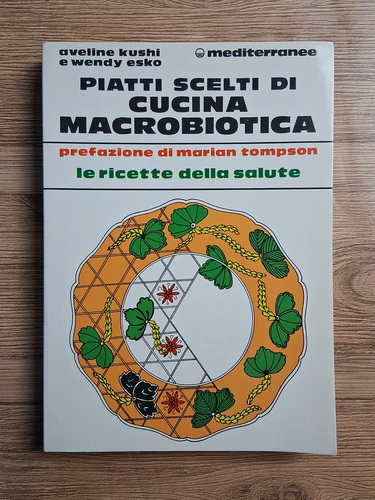 aveline kushi
e wendy esko
mediterranee
PIATTI SCELTI DI
CUCINA
MACROBIOTICA
prefazione di marian tompson
le ricette della salute